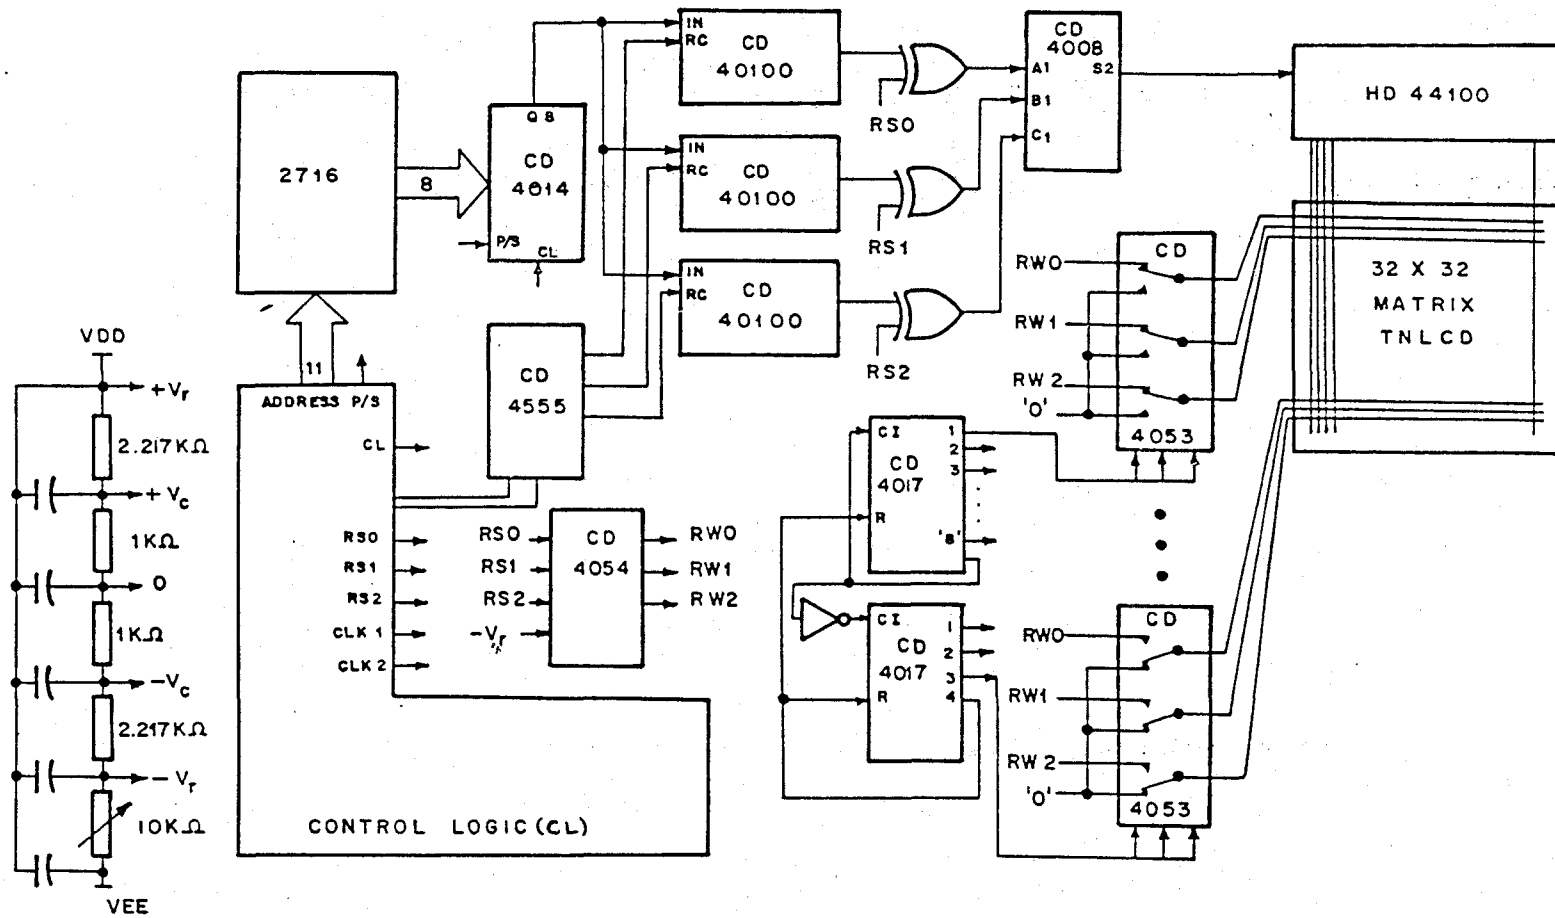 2716
8
11
ADDRESS P/S
Q8
CD
4014
P/S
CL
IN
RC
CD
40100
IN
RC
CD
40100
IN
RC
CD
40100
RS0
RS1
RS2
CD
4008
A1
B1
C1
S2
HD 44100
32 X 32
MATRIX
TNLCD
CD
4555
VDD
+Vr
2.217KΩ
+Vc
1KΩ
0
1KΩ
-Vc
2.217KΩ
-Vr
10KΩ
VEE
CL
RS0
RS1
RS2
CLK 1
CLK 2
CONTROL LOGIC (CL)
RS0
RS1
RS2
-Vr
CD
4054
RW0
RW1
RW2
CI
1
2
3
CD
4017
R
'8'
CI
1
2
3
4
CD
4017
R
CD
RW0
RW1
RW2
'0'
4053
CD
RW0
RW1
RW2
'0'
4053